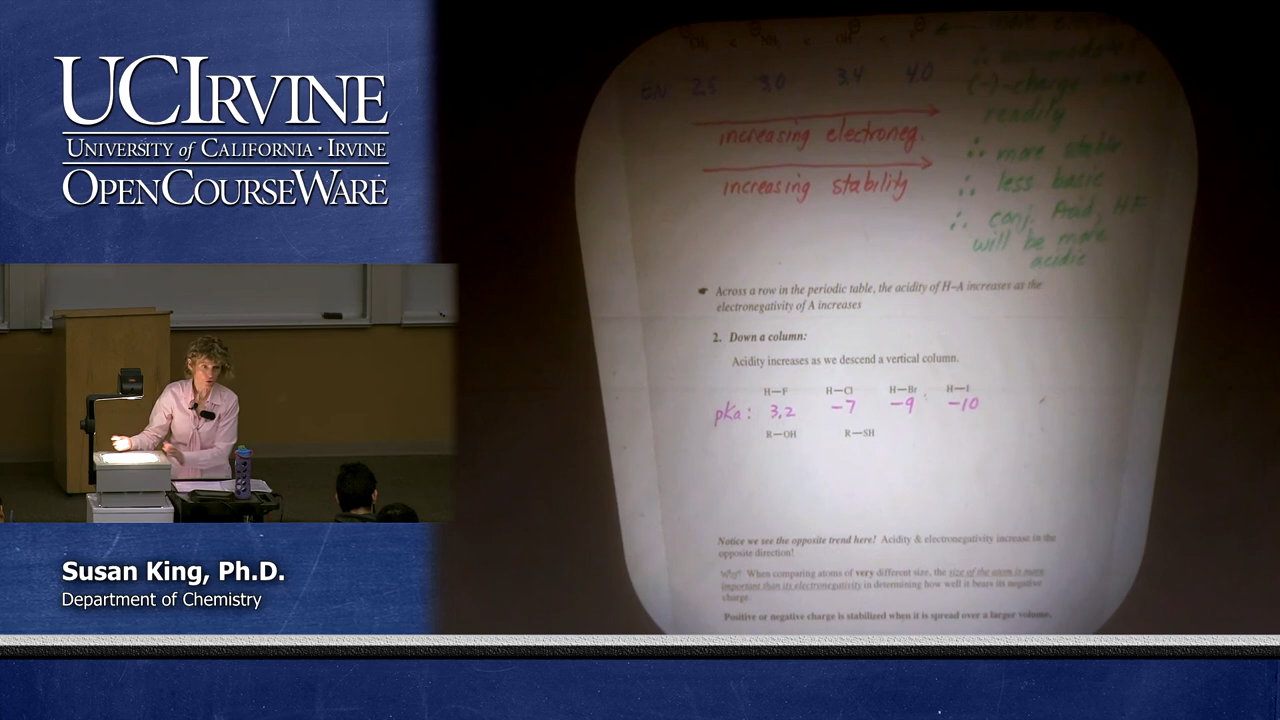 UCIRVINE
UNIVERSITY of CALIFORNIA · IRVINE
OPENCOURSEWARE
Susan King, Ph.D.
Department of Chemistry
EN: 2.5 3.0 3.4 4.0
increasing electroneg.
increasing stability
(-)-charge more
readily
∴ more stable
∴ less basic
∴ conj. Acid, HF
will be more
acidic
☛ Across a row in the periodic table, the acidity of H–A increases as the
electronegativity of A increases
2. Down a column:
Acidity increases as we descend a vertical column.
H—F H—Cl H—Br H—I
pKa: 3.2 -7 -9 -10
R—OH R—SH
Notice we see the opposite trend here! Acidity & electronegativity increase in the
opposite direction!
Why? When comparing atoms of very different size, the size of the atom is more
important than its electronegativity in determining how well it bears its negative
charge.
Positive or negative charge is stabilized when it is spread over a larger volume.